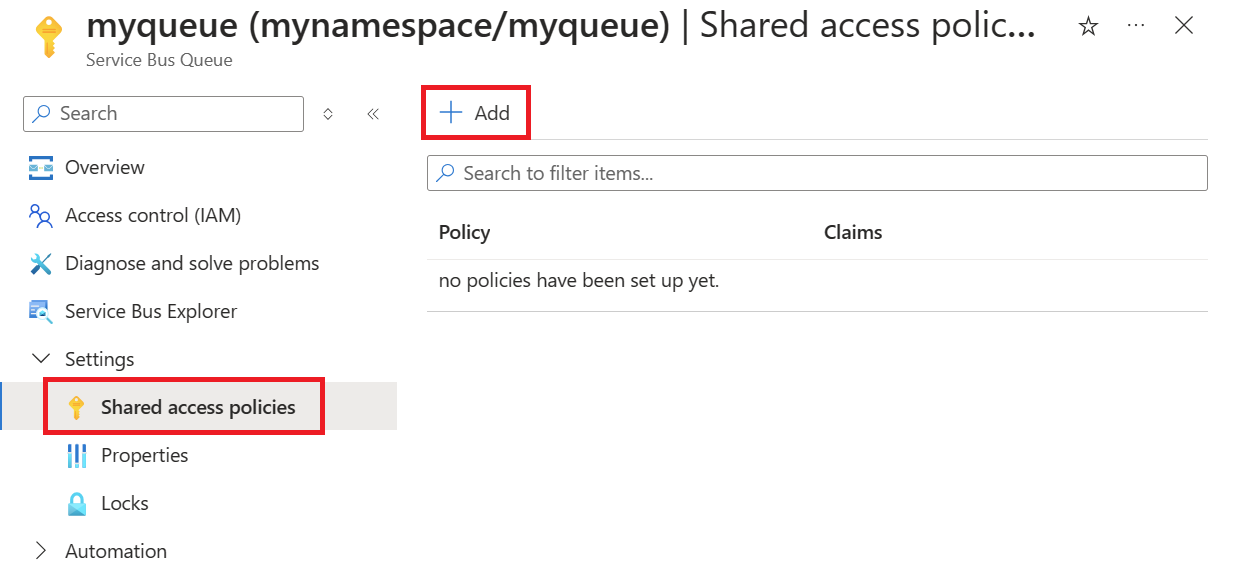 myqueue (mynamespace/myqueue) | Shared access polic...
Service Bus Queue
Search
Overview
Access control (IAM)
Diagnose and solve problems
Service Bus Explorer
Settings
Shared access policies
Properties
Locks
Automation
Add
Search to filter items...
Policy Claims
no policies have been set up yet.